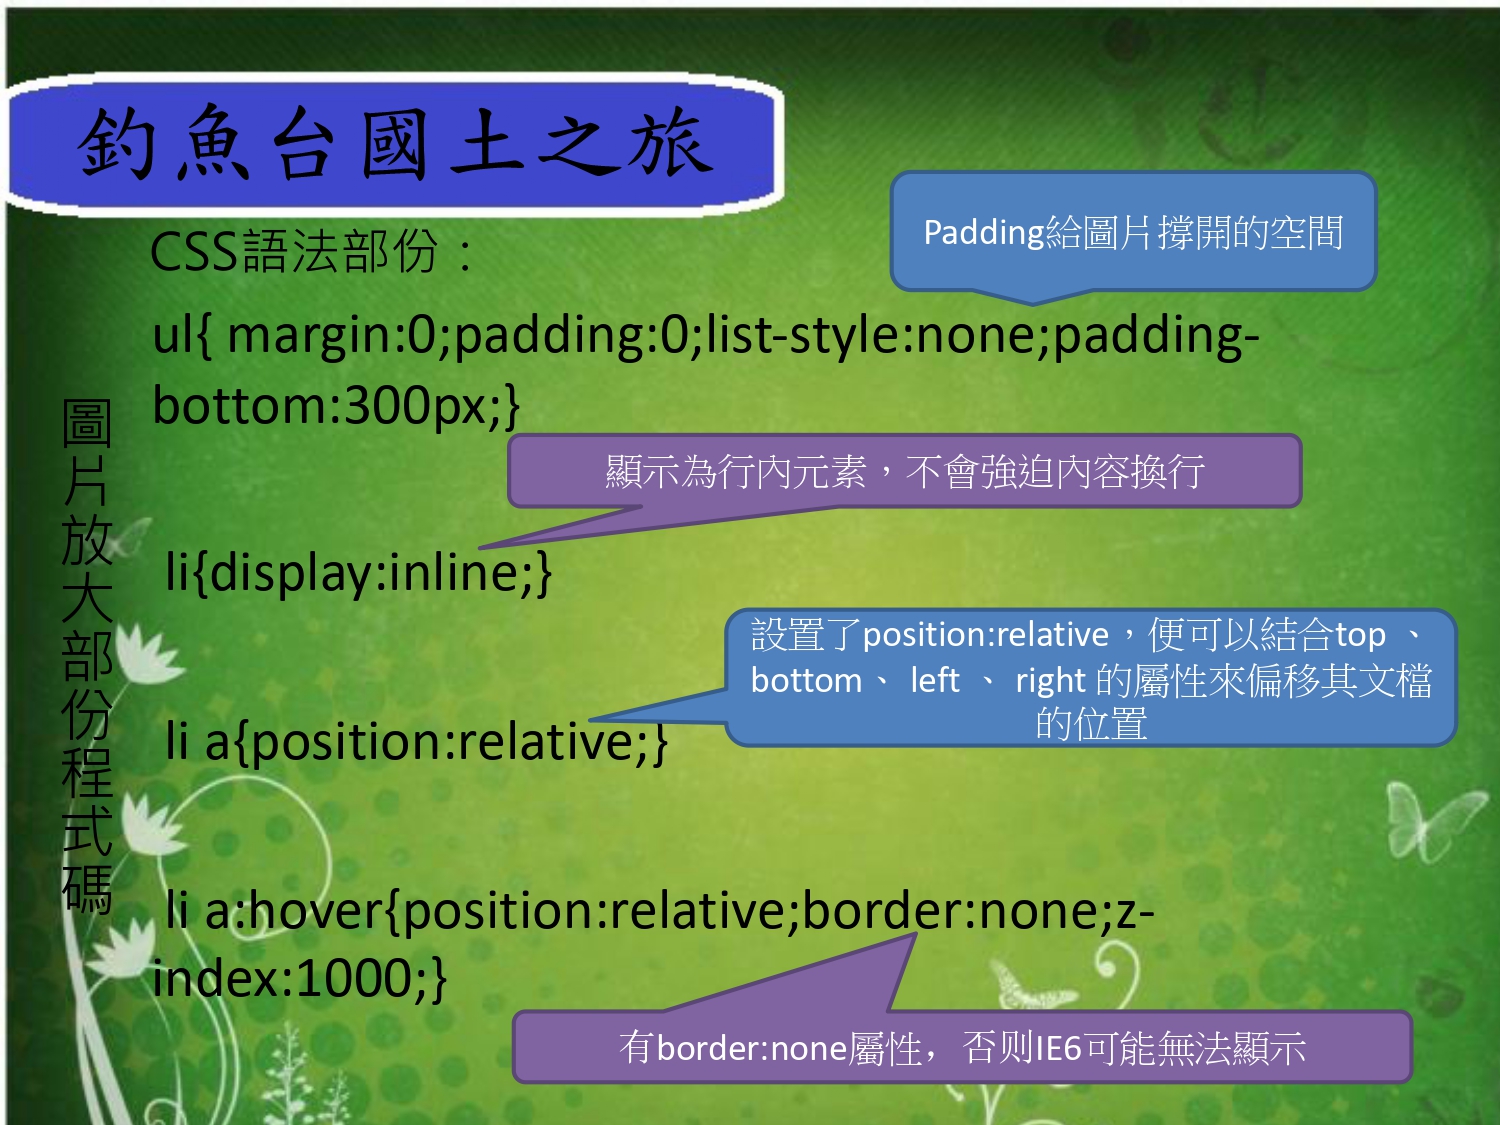 釣魚台國土之旅
CSS語法部份：
Padding給圖片撐開的空間
ul{ margin:0;padding:0;list-style:none;padding-
bottom:300px;}
圖片放大部份程式碼
顯示為行內元素，不會強迫內容換行
li{display:inline;}
設置了position:relative，便可以結合top 、
bottom、 left 、 right 的屬性來偏移其文檔
的位置
li a{position:relative;}
li a:hover{position:relative;border:none;z-
index:1000;}
有border:none屬性，否则IE6可能無法顯示